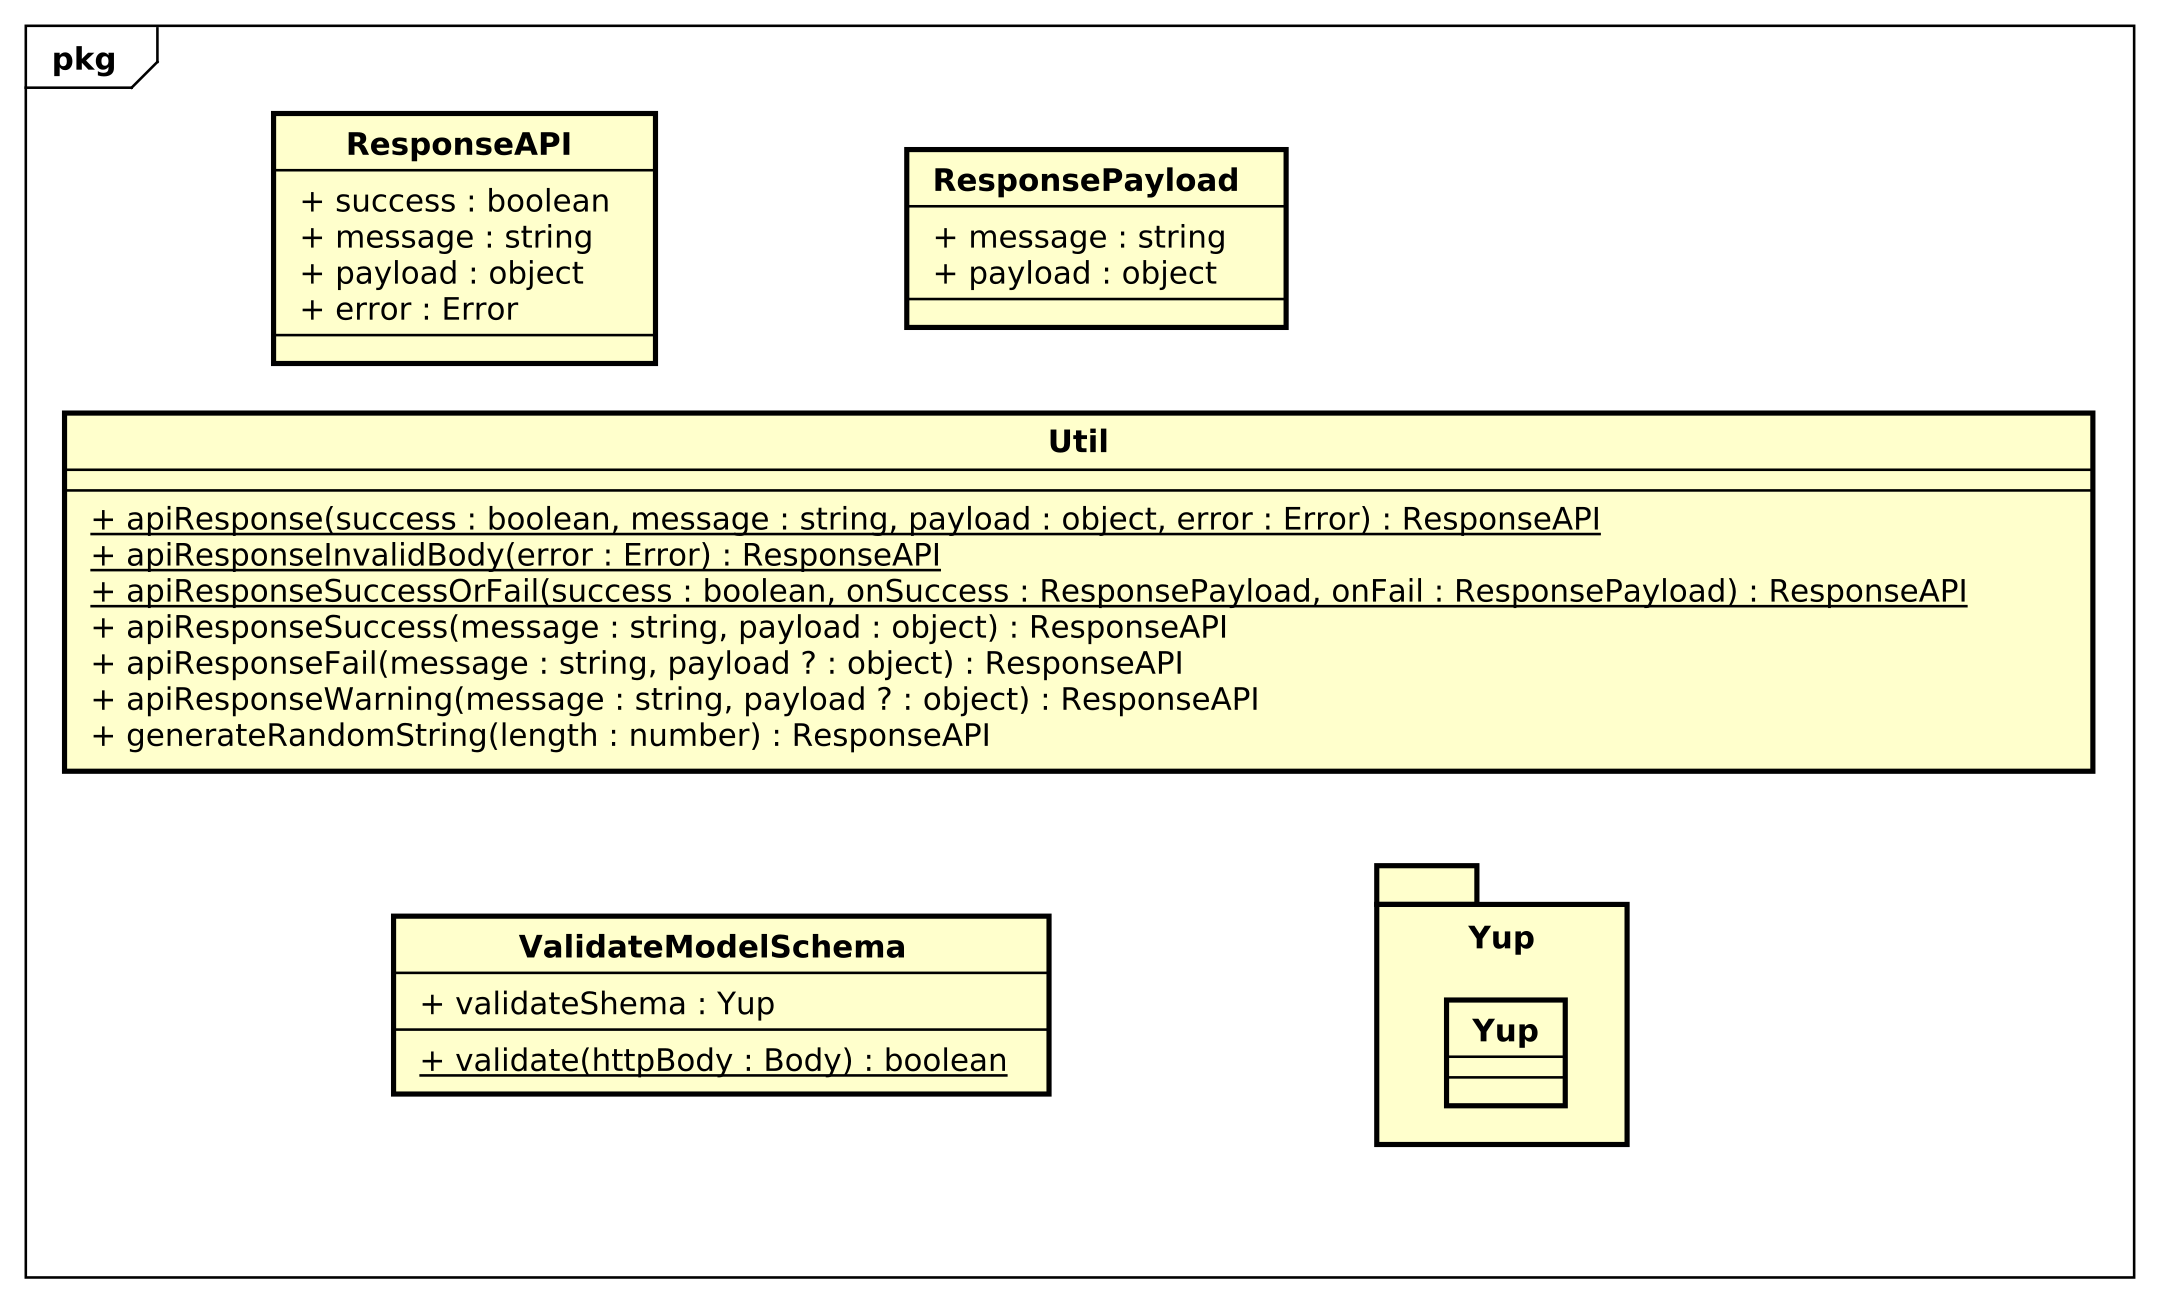 pkg
ResponseAPI
+ success : boolean
+ message : string
+ payload : object
+ error : Error
ResponsePayload
+ message : string
+ payload : object
Util
+ apiResponse(success : boolean, message : string, payload : object, error : Error) : ResponseAPI
+ apiResponseInvalidBody(error : Error) : ResponseAPI
+ apiResponseSuccessOrFail(success : boolean, onSuccess : ResponsePayload, onFail : ResponsePayload) : ResponseAPI
+ apiResponseSuccess(message : string, payload : object) : ResponseAPI
+ apiResponseFail(message : string, payload ? : object) : ResponseAPI
+ apiResponseWarning(message : string, payload ? : object) : ResponseAPI
+ generateRandomString(length : number) : ResponseAPI
ValidateModelSchema
+ validateShema : Yup
+ validate(httpBody : Body) : boolean
Yup
Yup